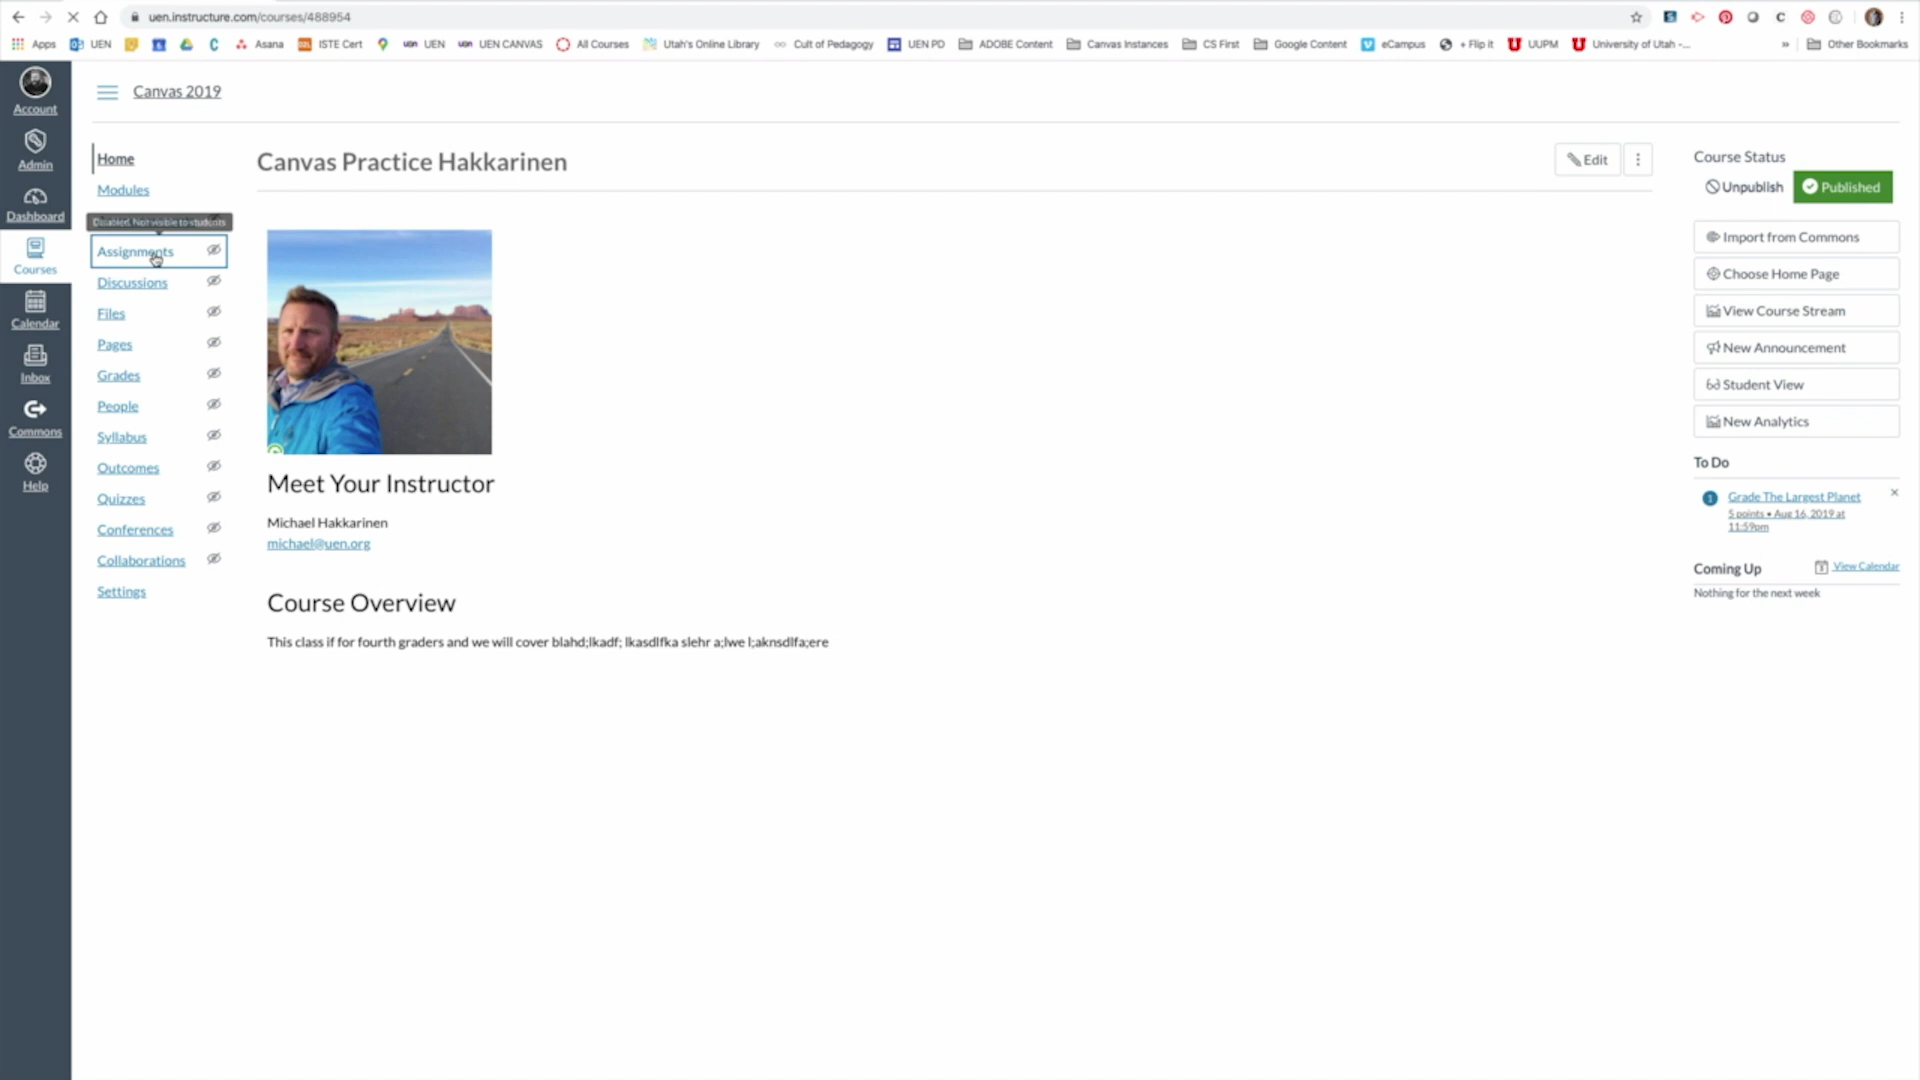 uen.instructure.com/courses/488954
Apps UEN Asana ISTE Cert UEN UEN CANVAS All Courses Utah's Online Library Cult of Pedagogy UEN PD ADOBE Content Canvas Instances CS First Google Content eCampus + Flip it UUPM University of Utah -... » Other Bookmarks
Account
Admin
Dashboard
Courses
Calendar
Inbox
Commons
Help
Canvas 2019
Home
Modules
Disabled. Not visible to students
Assignments
Discussions
Files
Pages
Grades
People
Syllabus
Outcomes
Quizzes
Conferences
Collaborations
Settings
Canvas Practice Hakkarinen
Edit
Meet Your Instructor
Michael Hakkarinen
michael@uen.org
Course Overview
This class if for fourth graders and we will cover blahd;lkadf; lkasdlfka slehr a;lwe l;aknsdlfa;ere
Course Status
Unpublish Published
Import from Commons
Choose Home Page
View Course Stream
New Announcement
Student View
New Analytics
To Do
1 Grade The Largest Planet
5 points • Aug 16, 2019 at
11:59pm
Coming Up View Calendar
Nothing for the next week